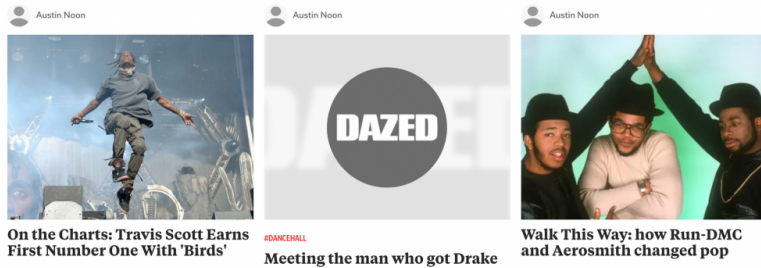 Austin Noon
Austin Noon
Austin Noon
DAZED
On the Charts: Travis Scott Earns
First Number One With 'Birds'
#DANCEHALL
Meeting the man who got Drake
Walk This Way: how Run-DMC
and Aerosmith changed pop